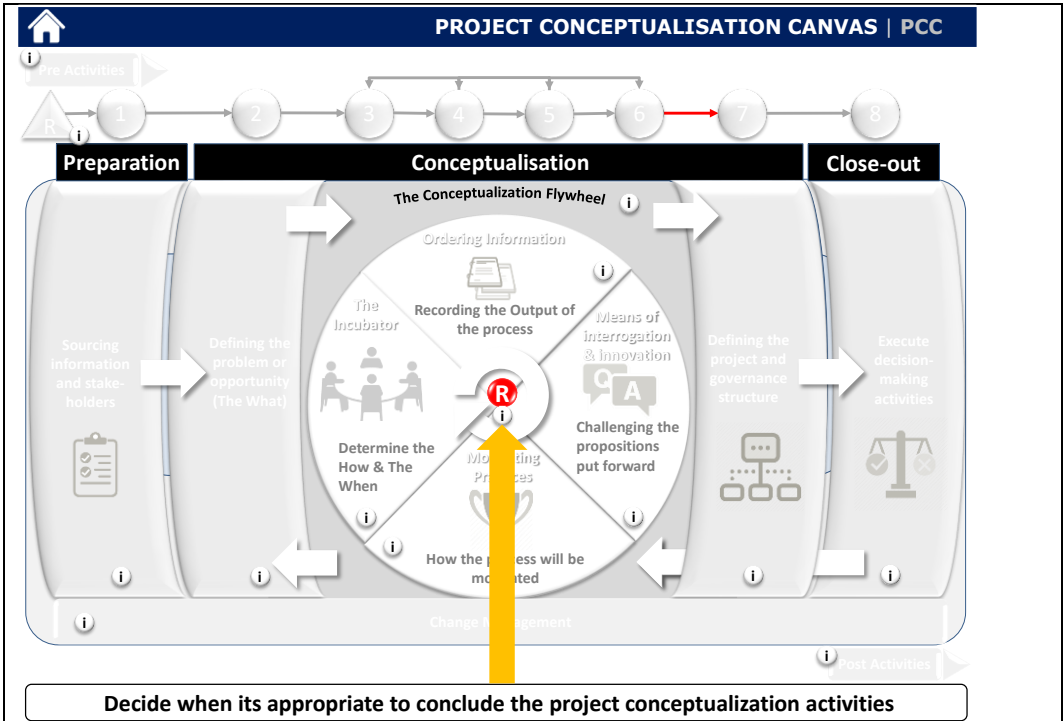 PROJECT CONCEPTUALISATION CANVAS | PCC
i
Pre Activities
R
i
1
2
3
4
5
6
7
8
Preparation
Conceptualisation
Close-out
The Conceptualization Flywheel
i
Ordering Information
i
Recording the Output of
the process
The
Incubator
Determine the
How & The
When
i
Means of
interrogation
& Innovation
Q A
Challenging the
propositions
put forward
i
R
i
i
How the process will be
Sourcing
information
and stake-
holders
i
Defining the
problem or
opportunity
(The What)
i
Defining the
project and
governance
structure
i
Execute
decision-
making
activities
i
i
Change
i
Post Activities
Decide when its appropriate to conclude the project conceptualization activities